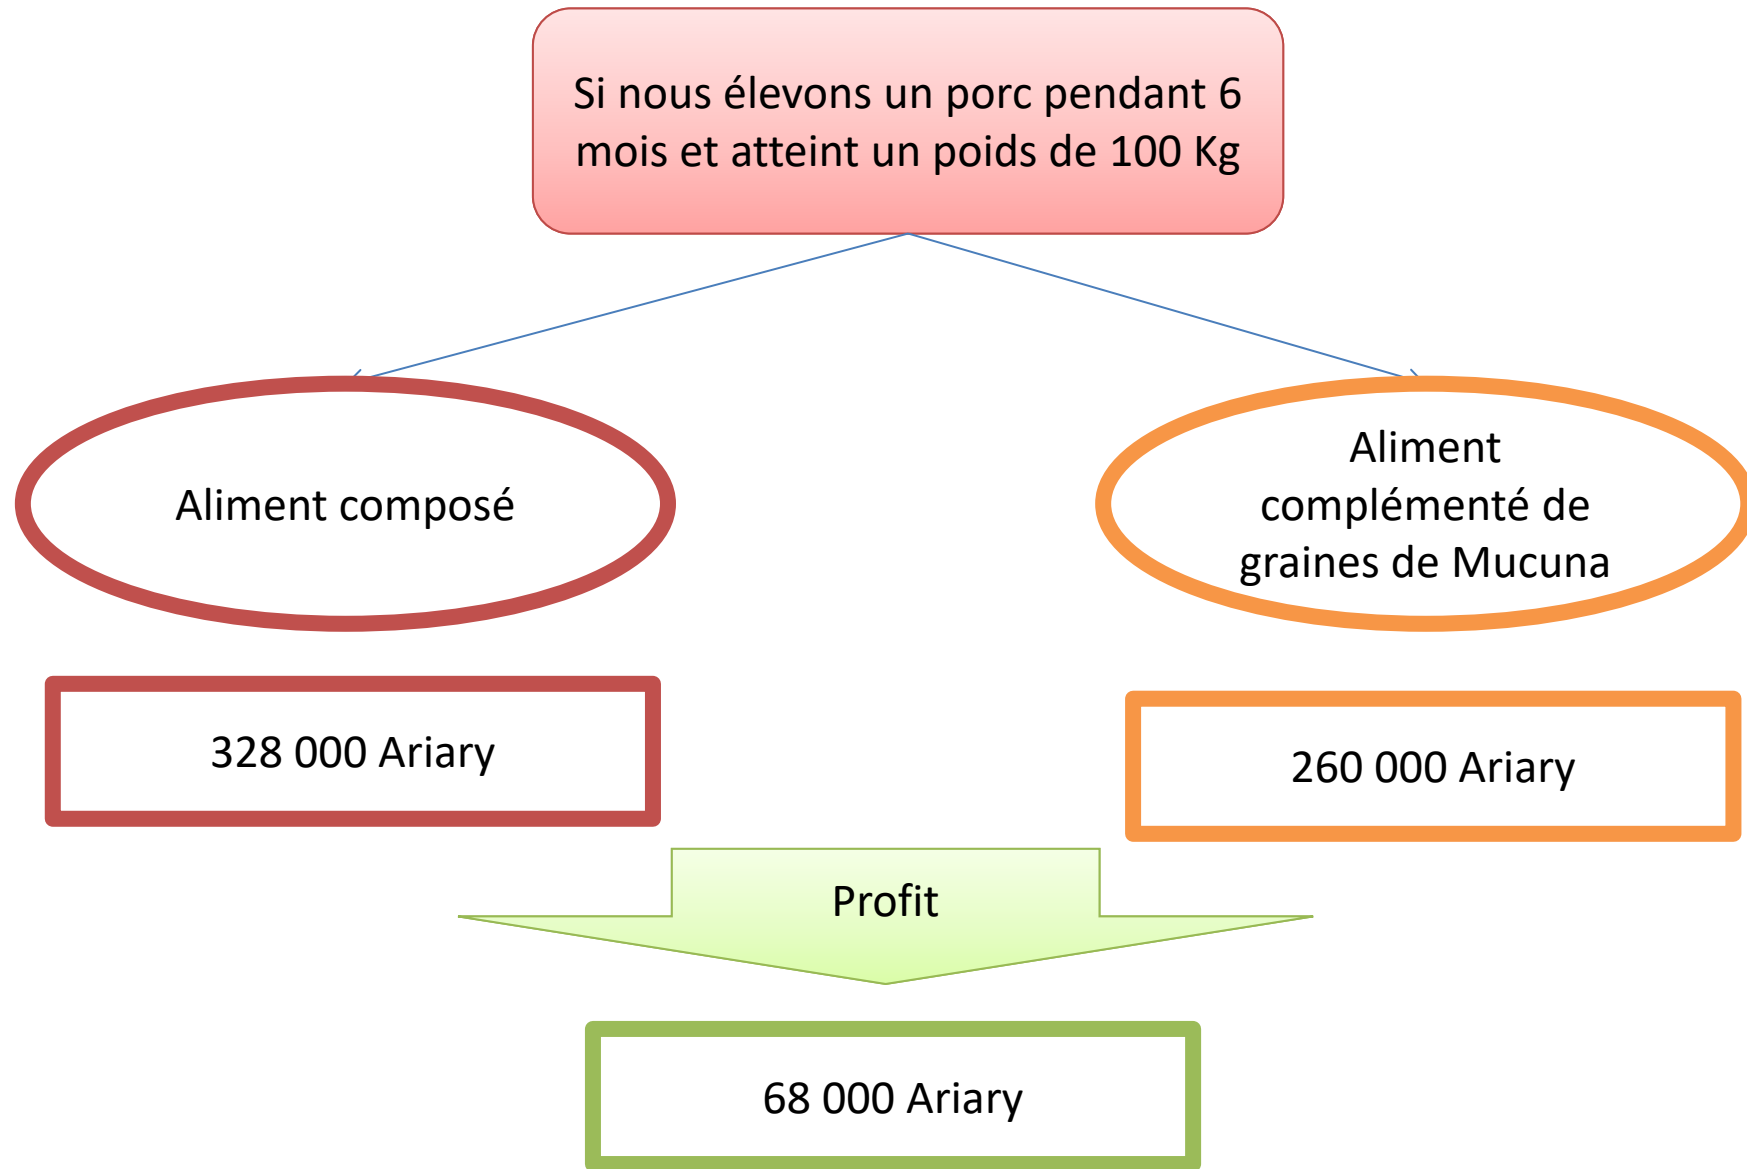 Si nous élevons un porc pendant 6
mois et atteint un poids de 100 Kg
Aliment composé
Aliment
complémenté de
graines de Mucuna
328 000 Ariary
260 000 Ariary
Profit
68 000 Ariary